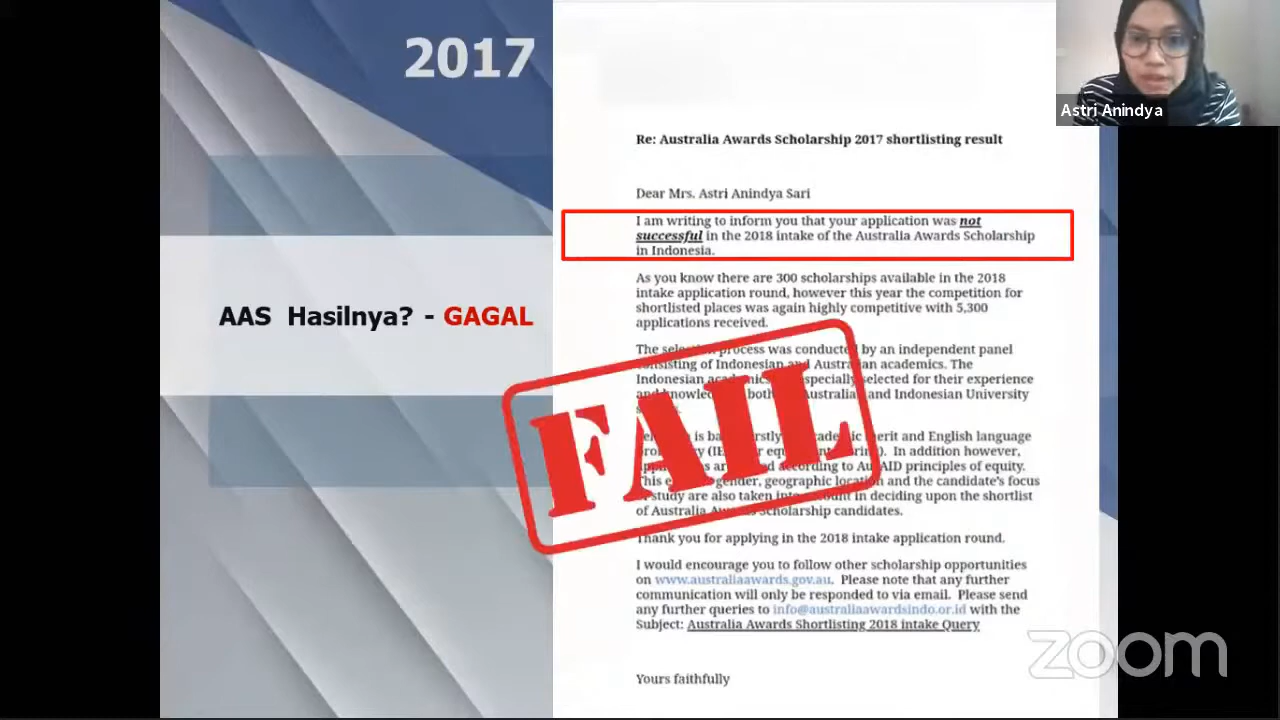 2017
AAS Hasilnya? - GAGAL
Re: Australia Awards Scholarship 2017 shortlisting result
Dear Mrs. Astri Anindya Sari
I am writing to inform you that your application was not
successful in the 2018 intake of the Australia Awards Scholarship
in Indonesia.
As you know there are 300 scholarships available in the 2018
intake application round, however this year the competition for
shortlisted places was again highly competitive with 5,300
applications received.
The process was conducted by an independent panel
of Indonesian and Australian academics. The
Indonesian especially selected for their experience
both and Indonesian University
is and English language
In addition however,
according to principles of equity.
This gender, geographic location and the candidate's focus
study are also taken in deciding upon the shortlist
of Australia Scholarship candidates.
Thank you for applying in the 2018 intake application round.
I would encourage you to follow other scholarship opportunities
on www.australiaawards.gov.au. Please note that any further
communication will only be responded to via email. Please send
any further queries to info@australiaawardsindo.or.id with the
Subject: Australia Awards Shortlisting 2018 intake Query
Yours faithfully
FAIL
Astri Anindya
zoom